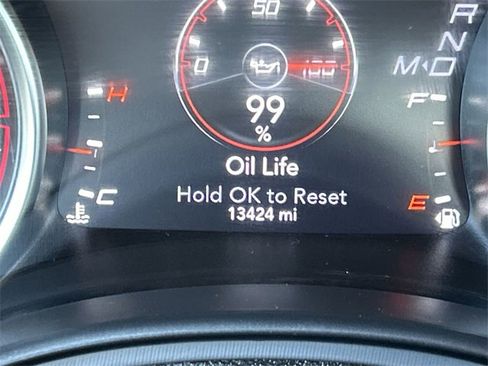 50
0
100
99
%
Oil Life
Hold OK to Reset
13424 mi
H
C
R
N
M D
F
E